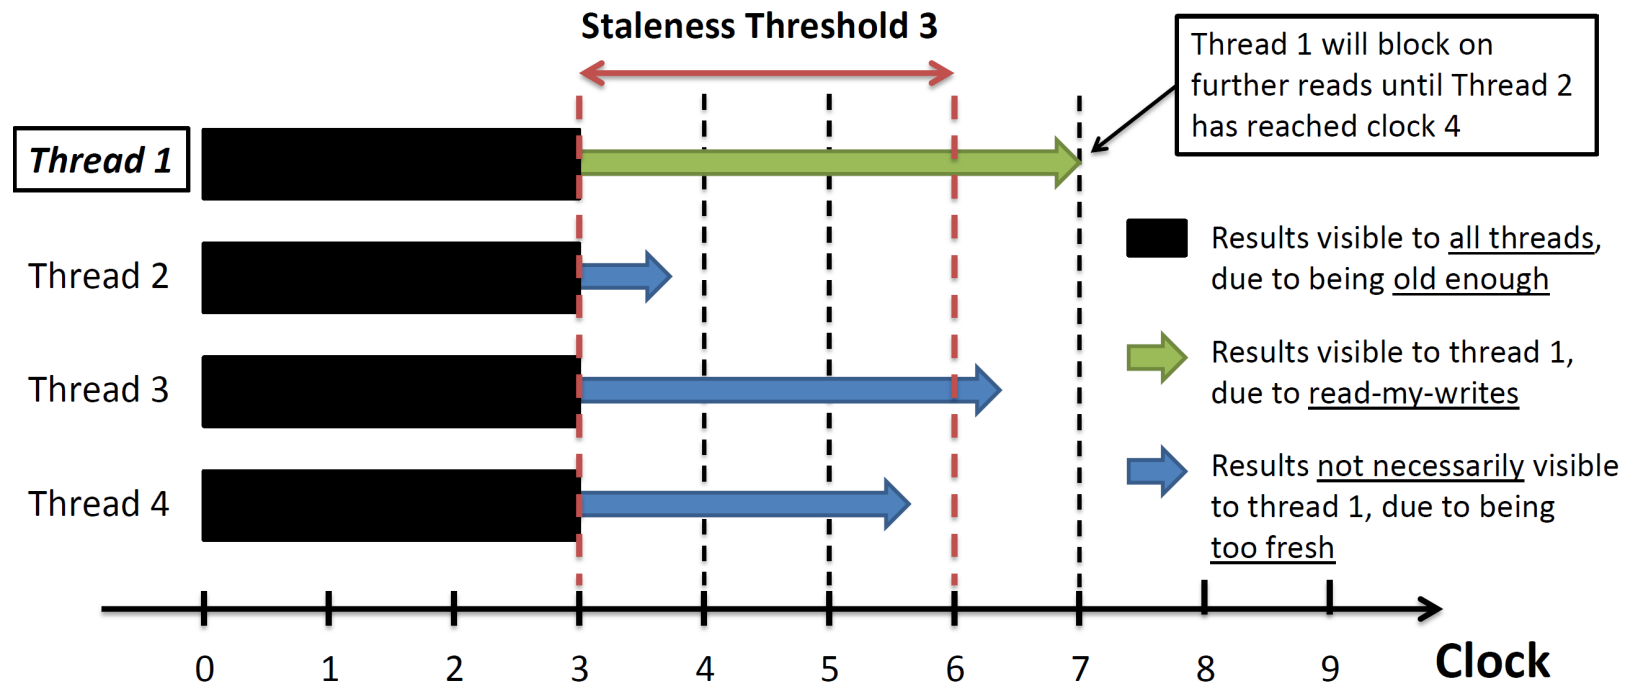 Staleness Threshold 3
Thread 1 will block on
further reads until Thread 2
has reached clock 4
Thread 1
Thread 2
Thread 3
Thread 4
Results visible to all threads,
due to being old enough
Results visible to thread 1,
due to read-my-writes
Results not necessarily visible
to thread 1, due to being
too fresh
0 1 2 3 4 5 6 7 8 9 Clock